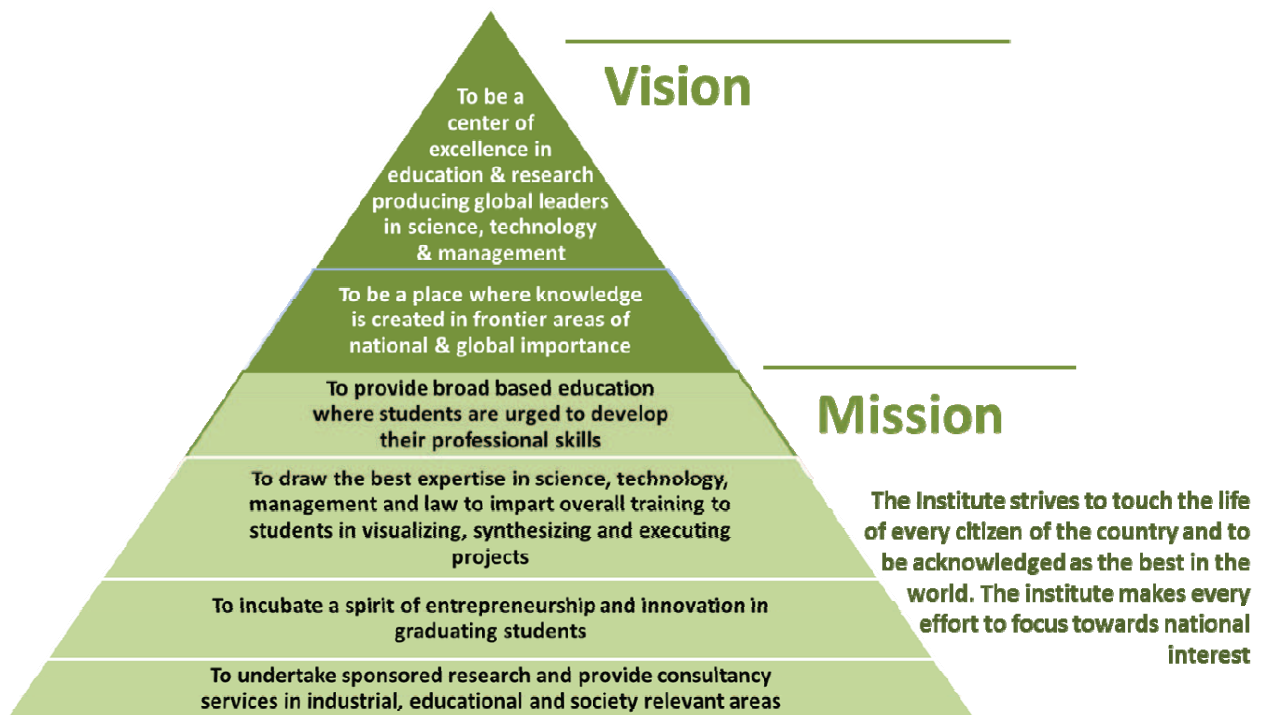 Vision
To be a
center of
excellence in
education & research
producing global leaders
in science, technology
& management
To be a place where knowledge
is created in frontier areas of
national & global importance
Mission
To provide broad based education
where students are urged to develop
their professional skills
To draw the best expertise in science, technology,
management and law to impart overall training to
students in visualizing, synthesizing and executing
projects
To incubate a spirit of entrepreneurship and innovation in
graduating students
To undertake sponsored research and provide consultancy
services in industrial, educational and society relevant areas
The Institute strives to touch the life
of every citizen of the country and to
be acknowledged as the best in the
world. The institute makes every
effort to focus towards national
interest